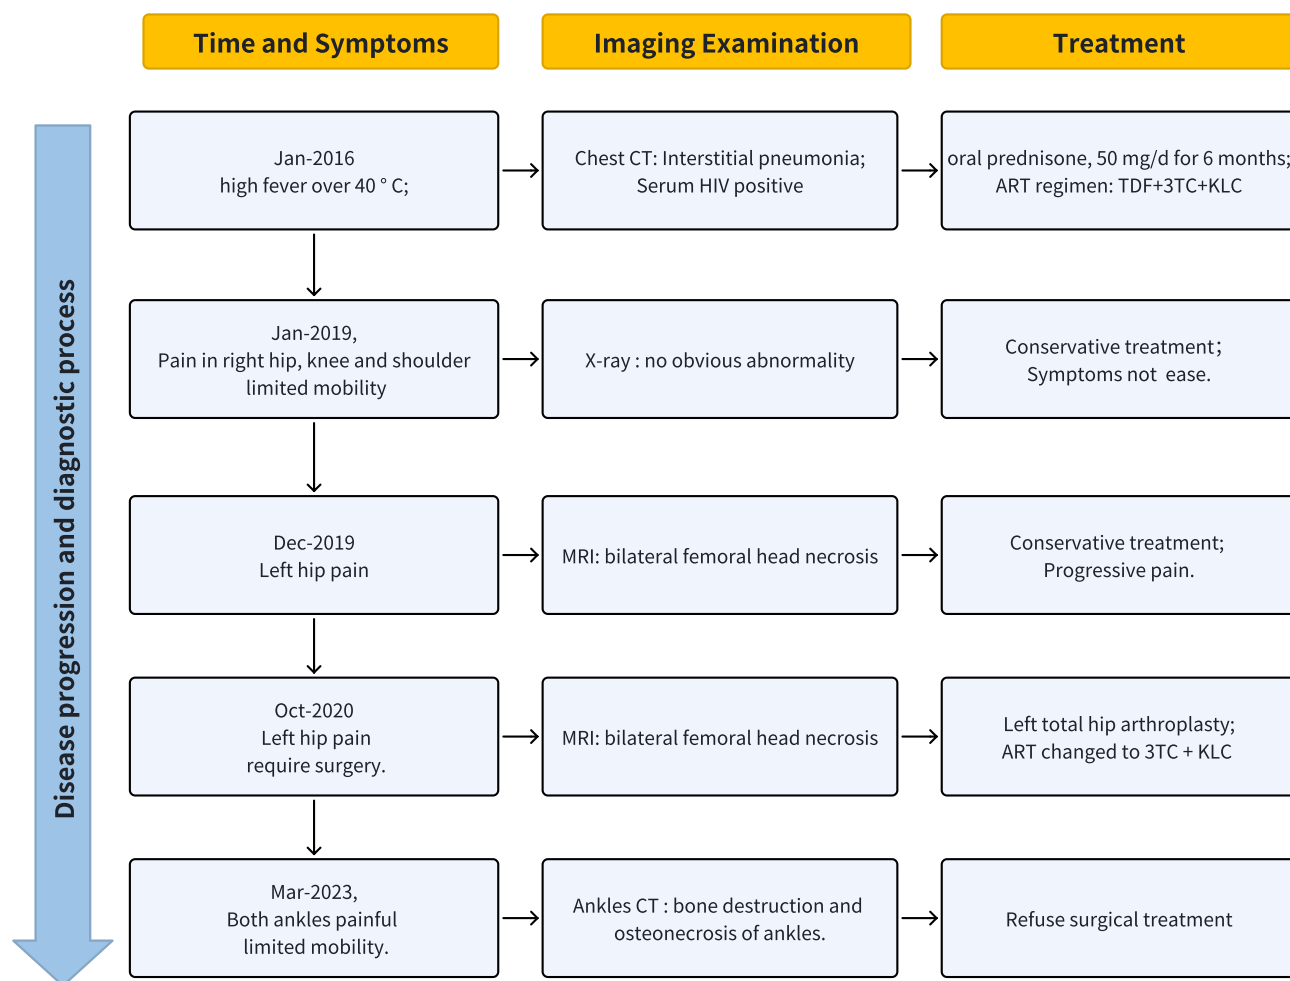 Time and Symptoms
Imaging Examination
Treatment
Disease progression and diagnostic process
Jan-2016
high fever over 40 ° C;
Chest CT: Interstitial pneumonia;
Serum HIV positive
oral prednisone, 50 mg/d for 6 months;
ART regimen: TDF+3TC+KLC
Jan-2019,
Pain in right hip, knee and shoulder
limited mobility
X-ray : no obvious abnormality
Conservative treatment;
Symptoms not ease.
Dec-2019
Left hip pain
MRI: bilateral femoral head necrosis
Conservative treatment;
Progressive pain.
Oct-2020
Left hip pain
require surgery.
MRI: bilateral femoral head necrosis
Left total hip arthroplasty;
ART changed to 3TC + KLC
Mar-2023,
Both ankles painful
limited mobility.
Ankles CT : bone destruction and
osteonecrosis of ankles.
Refuse surgical treatment